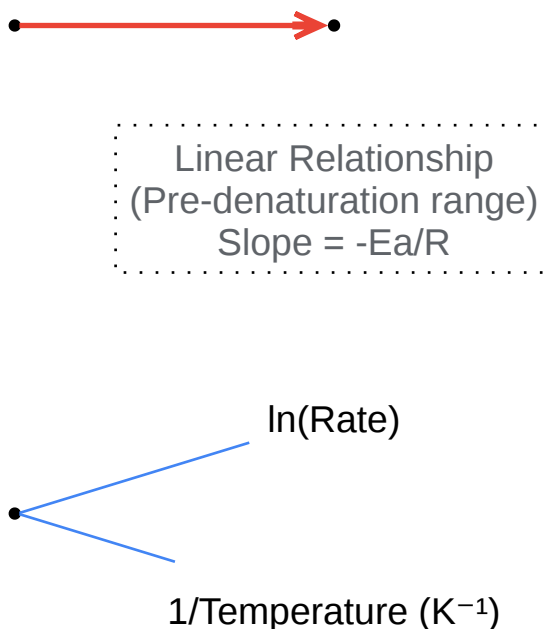 Linear Relationship
(Pre-denaturation range)
Slope = -Ea/R
ln(Rate)
1/Temperature (K⁻¹)